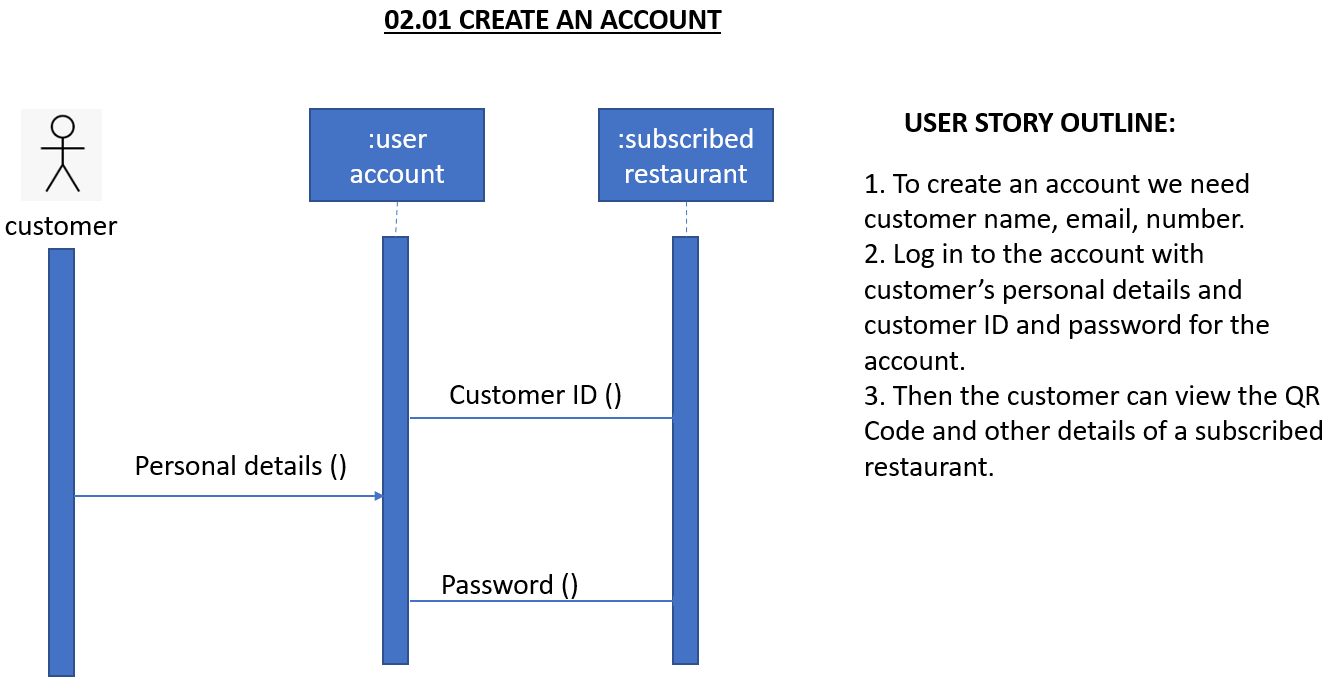 02.01 CREATE AN ACCOUNT
:user
account
:subscribed
restaurant
customer
Customer ID ()
Personal details ()
Password ()
USER STORY OUTLINE:
1. To create an account we need
customer name, email, number.
2. Log in to the account with
customer’s personal details and
customer ID and password for the
account.
3. Then the customer can view the QR
Code and other details of a subscribed
restaurant.